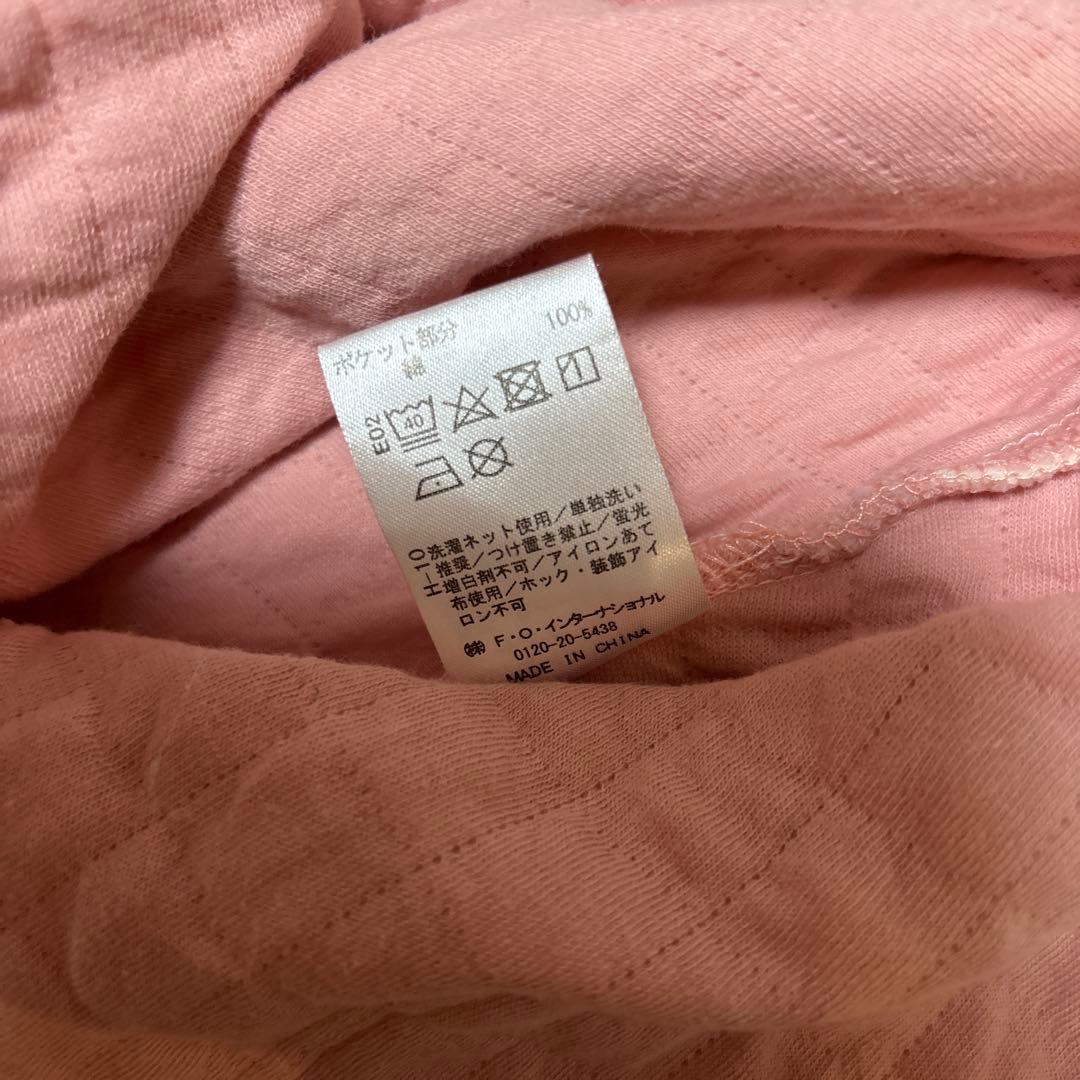 ポケット部分
綿 100%
E02
40
10洗濯ネット使用/単独洗い
推奨/つけ置き禁止/蛍光
増白剤不可/アイロンあて
布使用/ホック・装飾アイ
ロン不可
㈱ F・O・インターナショナル
0120-20-5438
MADE IN CHINA